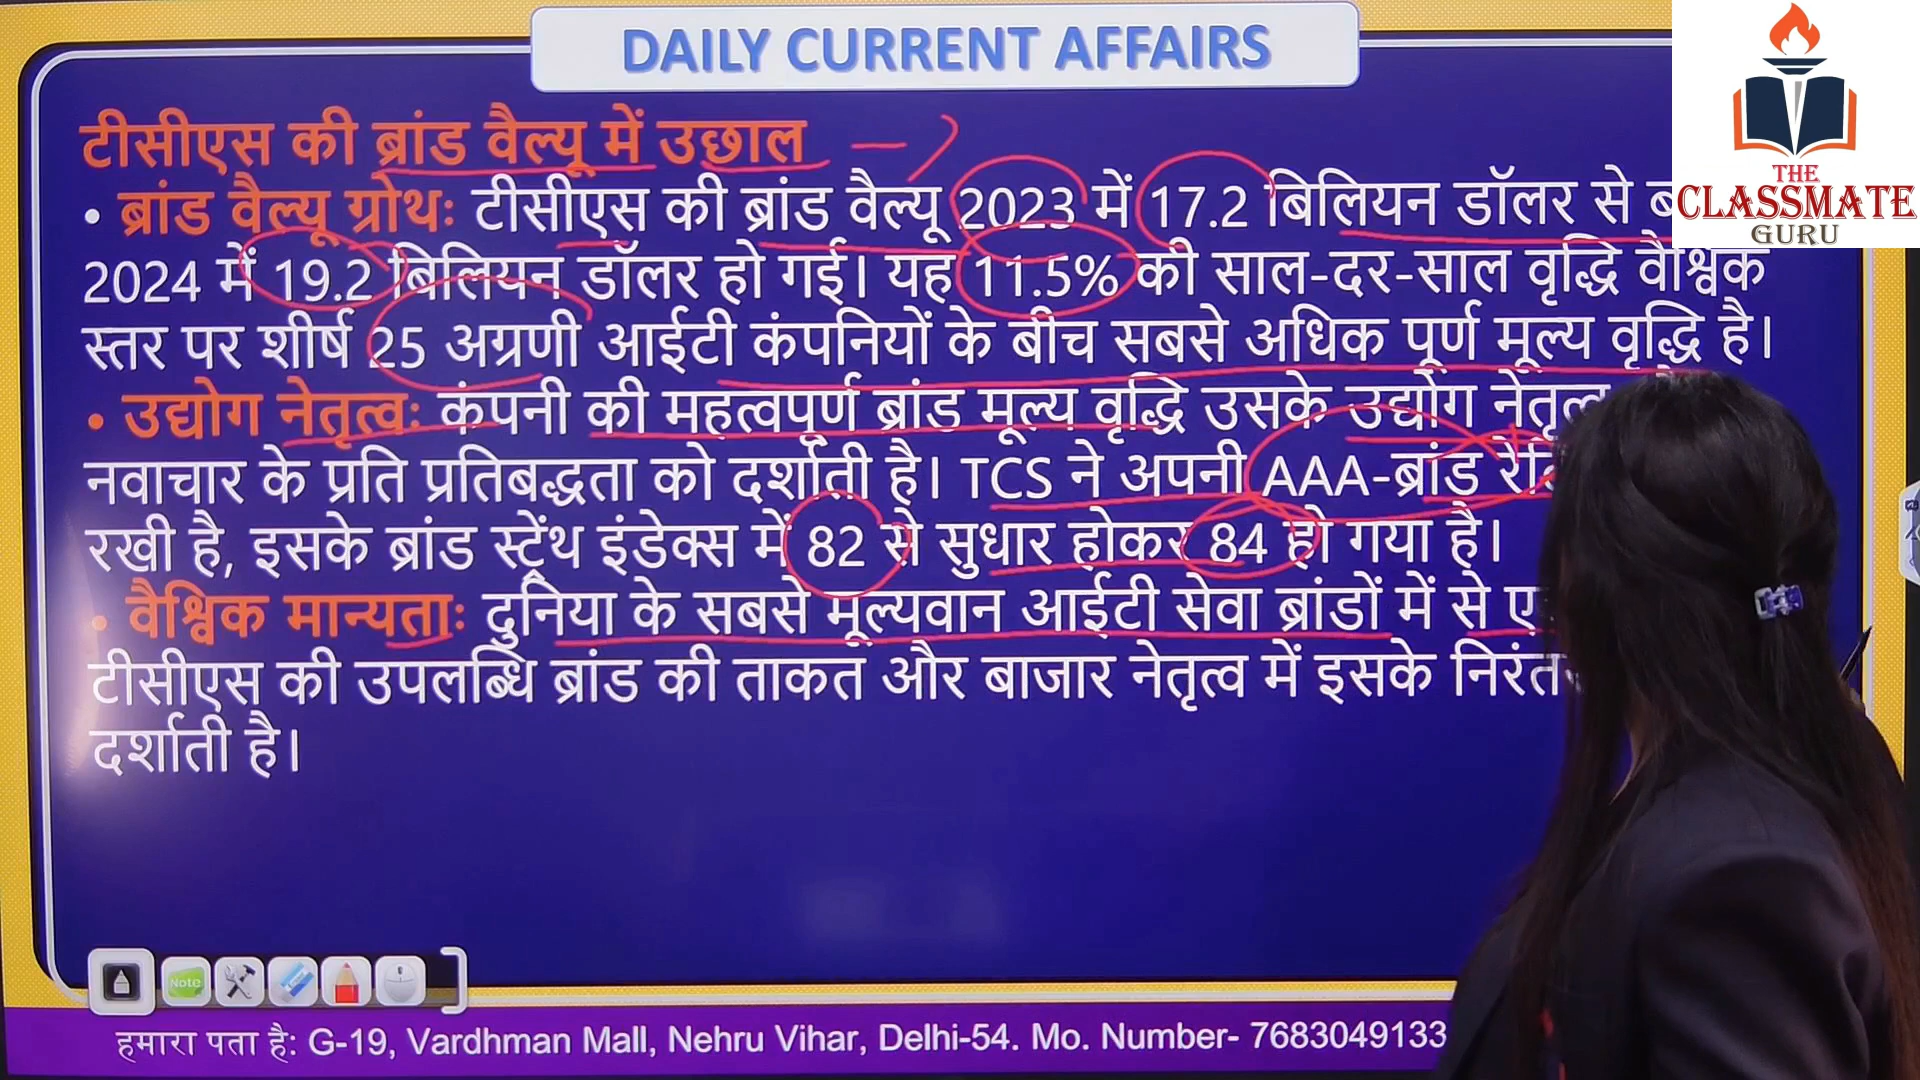 DAILY CURRENT AFFAIRS
THE
CLASSMATE
GURU
टीसीएस की ब्रांड वैल्यू में उछाल
• ब्रांड वैल्यू ग्रोथः टीसीएस की ब्रांड वैल्यू 2023 में 17.2 बिलियन डॉलर से
2024 में 19.2 बिलियन डॉलर हो गई। यह 11.5% की साल-दर-साल वृद्धि वैश्विक
स्तर पर शीर्ष 25 अग्रणी आईटी कंपनियों के बीच सबसे अधिक पूर्ण मूल्य वृद्धि है।
• उद्योग नेतृत्वः कंपनी की महत्वपूर्ण ब्रांड मूल्य वृद्धि उसके उद्योग नेतृत्व
नवाचार के प्रति प्रतिबद्धता को दर्शाती है। TCS ने अपनी AAA-ब्रांड
रखी है, इसके ब्रांड स्ट्रेंथ इंडेक्स में 82 से सुधार होकर 84 हो गया है।
• वैश्विक मान्यताः दुनिया के सबसे मूल्यवान आईटी सेवा ब्रांडों में से
टीसीएस की उपलब्धि ब्रांड की ताकत और बाजार नेतृत्व में इसके
दर्शाती है।
Note
हमारा पता है: G-19, Vardhman Mall, Nehru Vihar, Delhi-54. Mo. Number- 7683049133